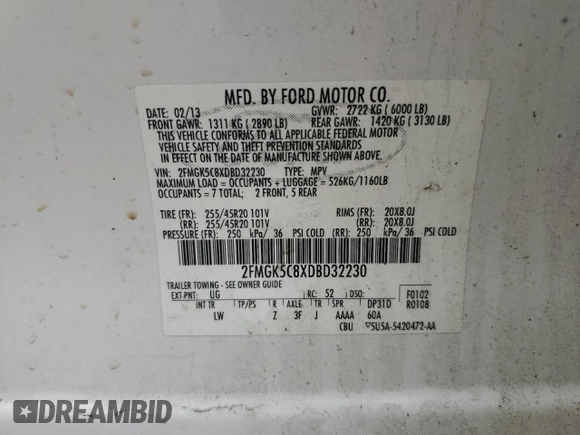 MFD. BY FORD MOTOR CO.
DATE: 02/13 GVWR: 2722 KG ( 6000 LB)
FRONT GAWR: 1311 KG ( 2890 LB) REAR GAWR: 1420 KG ( 3130 LB)
THIS VEHICLE CONFORMS TO ALL APPLICABLE FEDERAL MOTOR
VEHICLE SAFETY AND THEFT PREVENTION STANDARDS
IN EFFECT ON THE DATE OF MANUFACTURE SHOWN ABOVE.
VIN: 2FMGK5C8XDBD32230 TYPE: MPV
MAXIMUM LOAD = OCCUPANTS + LUGGAGE = 526KG/1160LB
OCCUPANTS = 7 TOTAL; 2 FRONT, 5 REAR
TIRE (FR): 255/45R20 101V RIMS (FR): 20X8.0J
(RR): 255/45R20 101V (RR): 20X8.0J
PRESSURE (FR): 250 kPa/ 36 PSI COLD (RR): 250 kPa/ 36 PSI COLD
2FMGK5C8XDBD32230
TRAILER TOWING - SEE OWNER GUIDE
EXT PNT: UG RC: 52 DSO: F0102
INT TR TP/PS R AXLE TR SPR DP31D R0108
LW Z 3F J AAAA 60A
CBU 5U5A-5420472-AA
DREAMBID